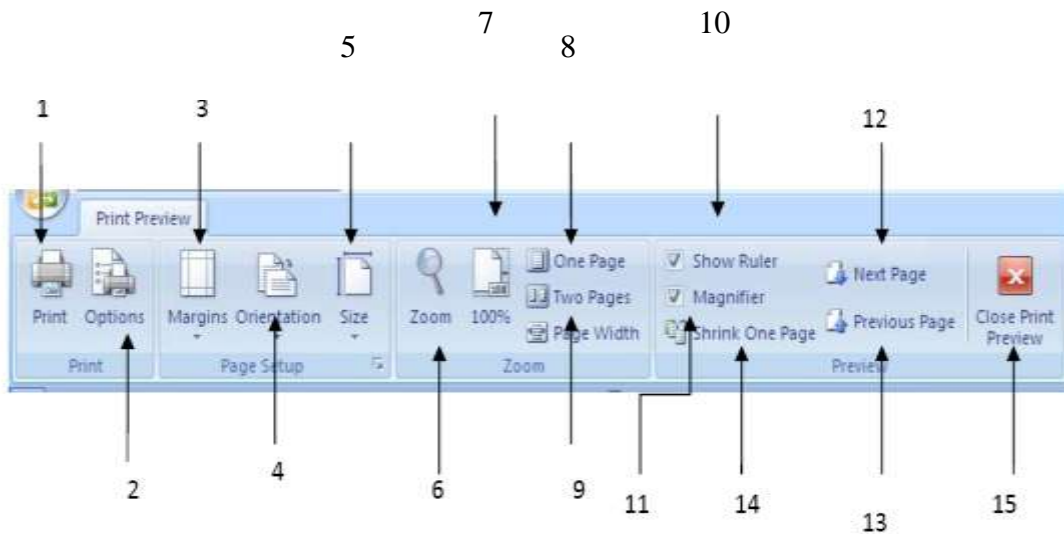 7 10
5 8
1 3 12
Print Preview
One Page Show Ruler Next Page
Two Pages Magnifier
Print Options Margins Orientation Size Zoom 100% Page Width Shrink One Page Previous Page Close Print Preview
Print Page Setup Zoom Preview
2 4 6 9 11 14 13 15